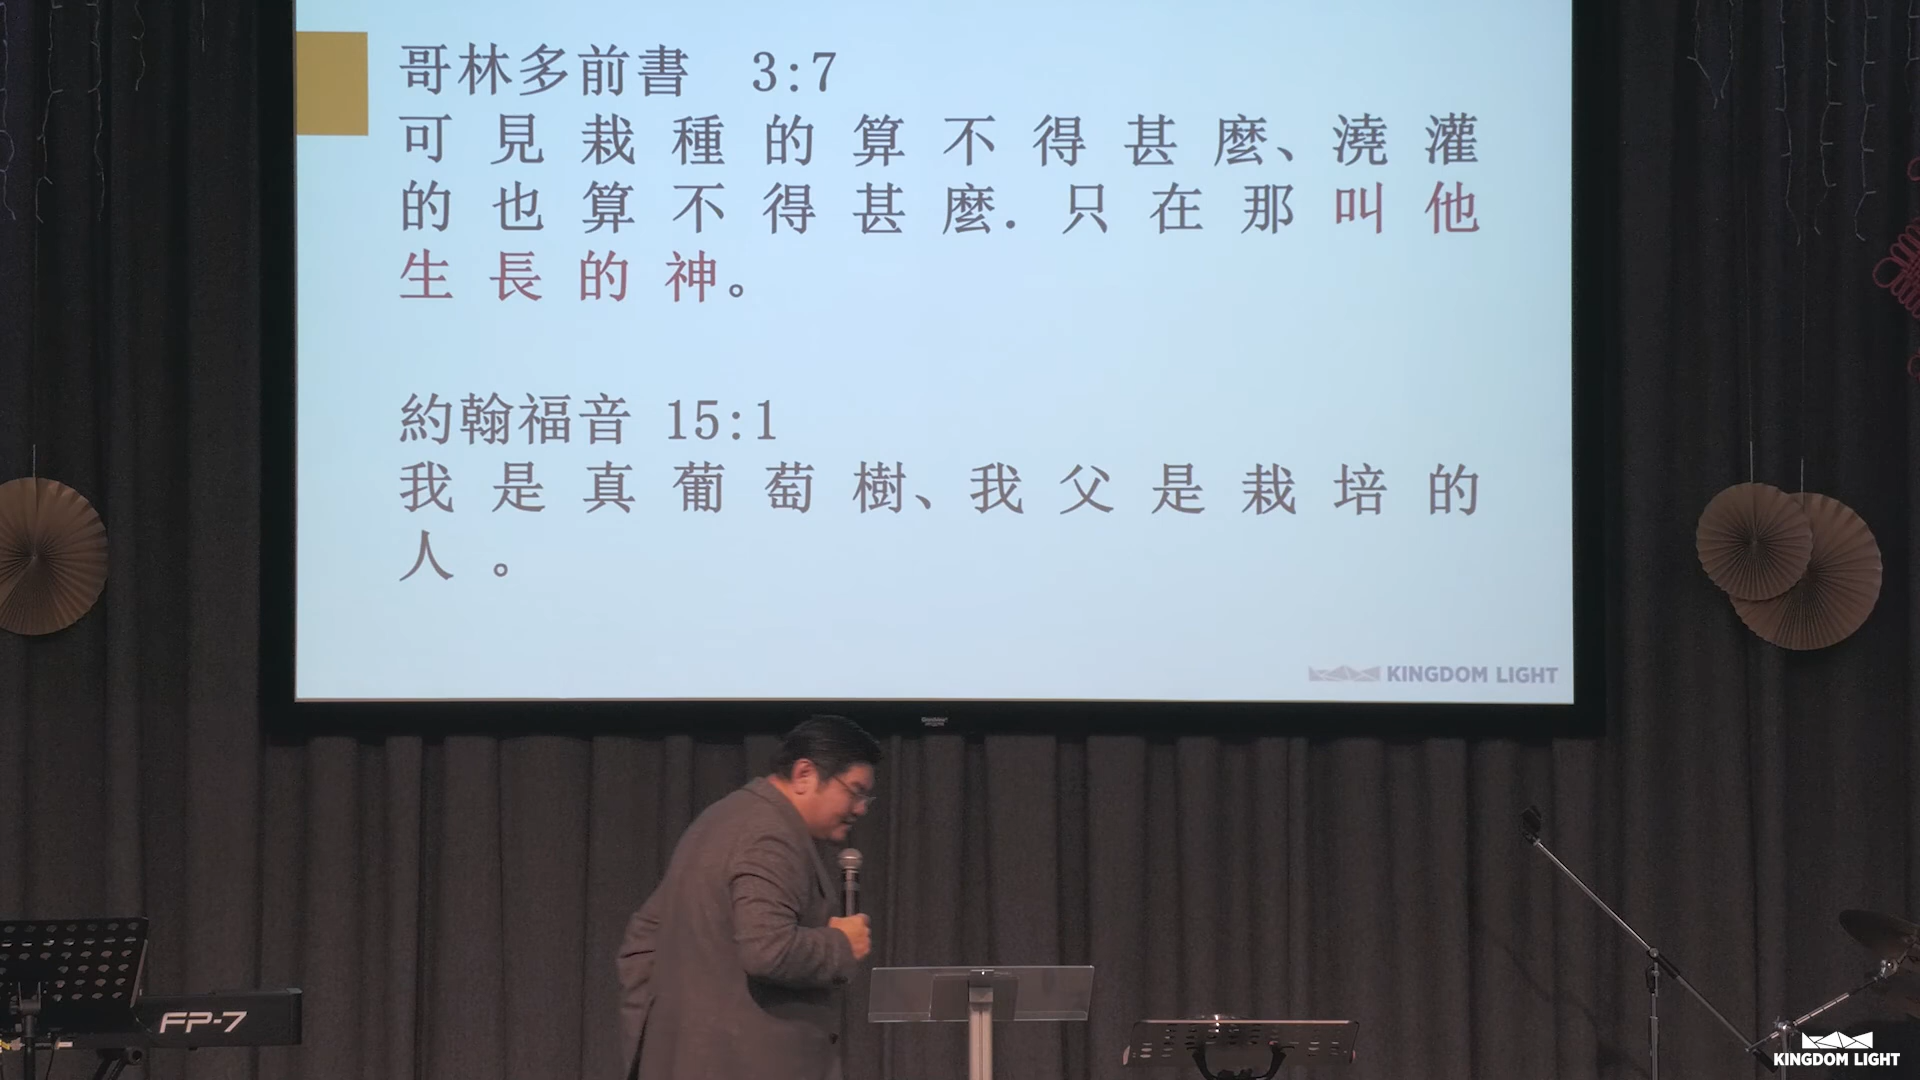 哥林多前書 3:7
可見栽種的算不得甚麼、澆灌
的也算不得甚麼.只在那叫他
生長的神。
約翰福音 15:1
我是真葡萄樹、我父是栽培的
人。
KINGDOM LIGHT
FP-7
KINGDOM LIGHT